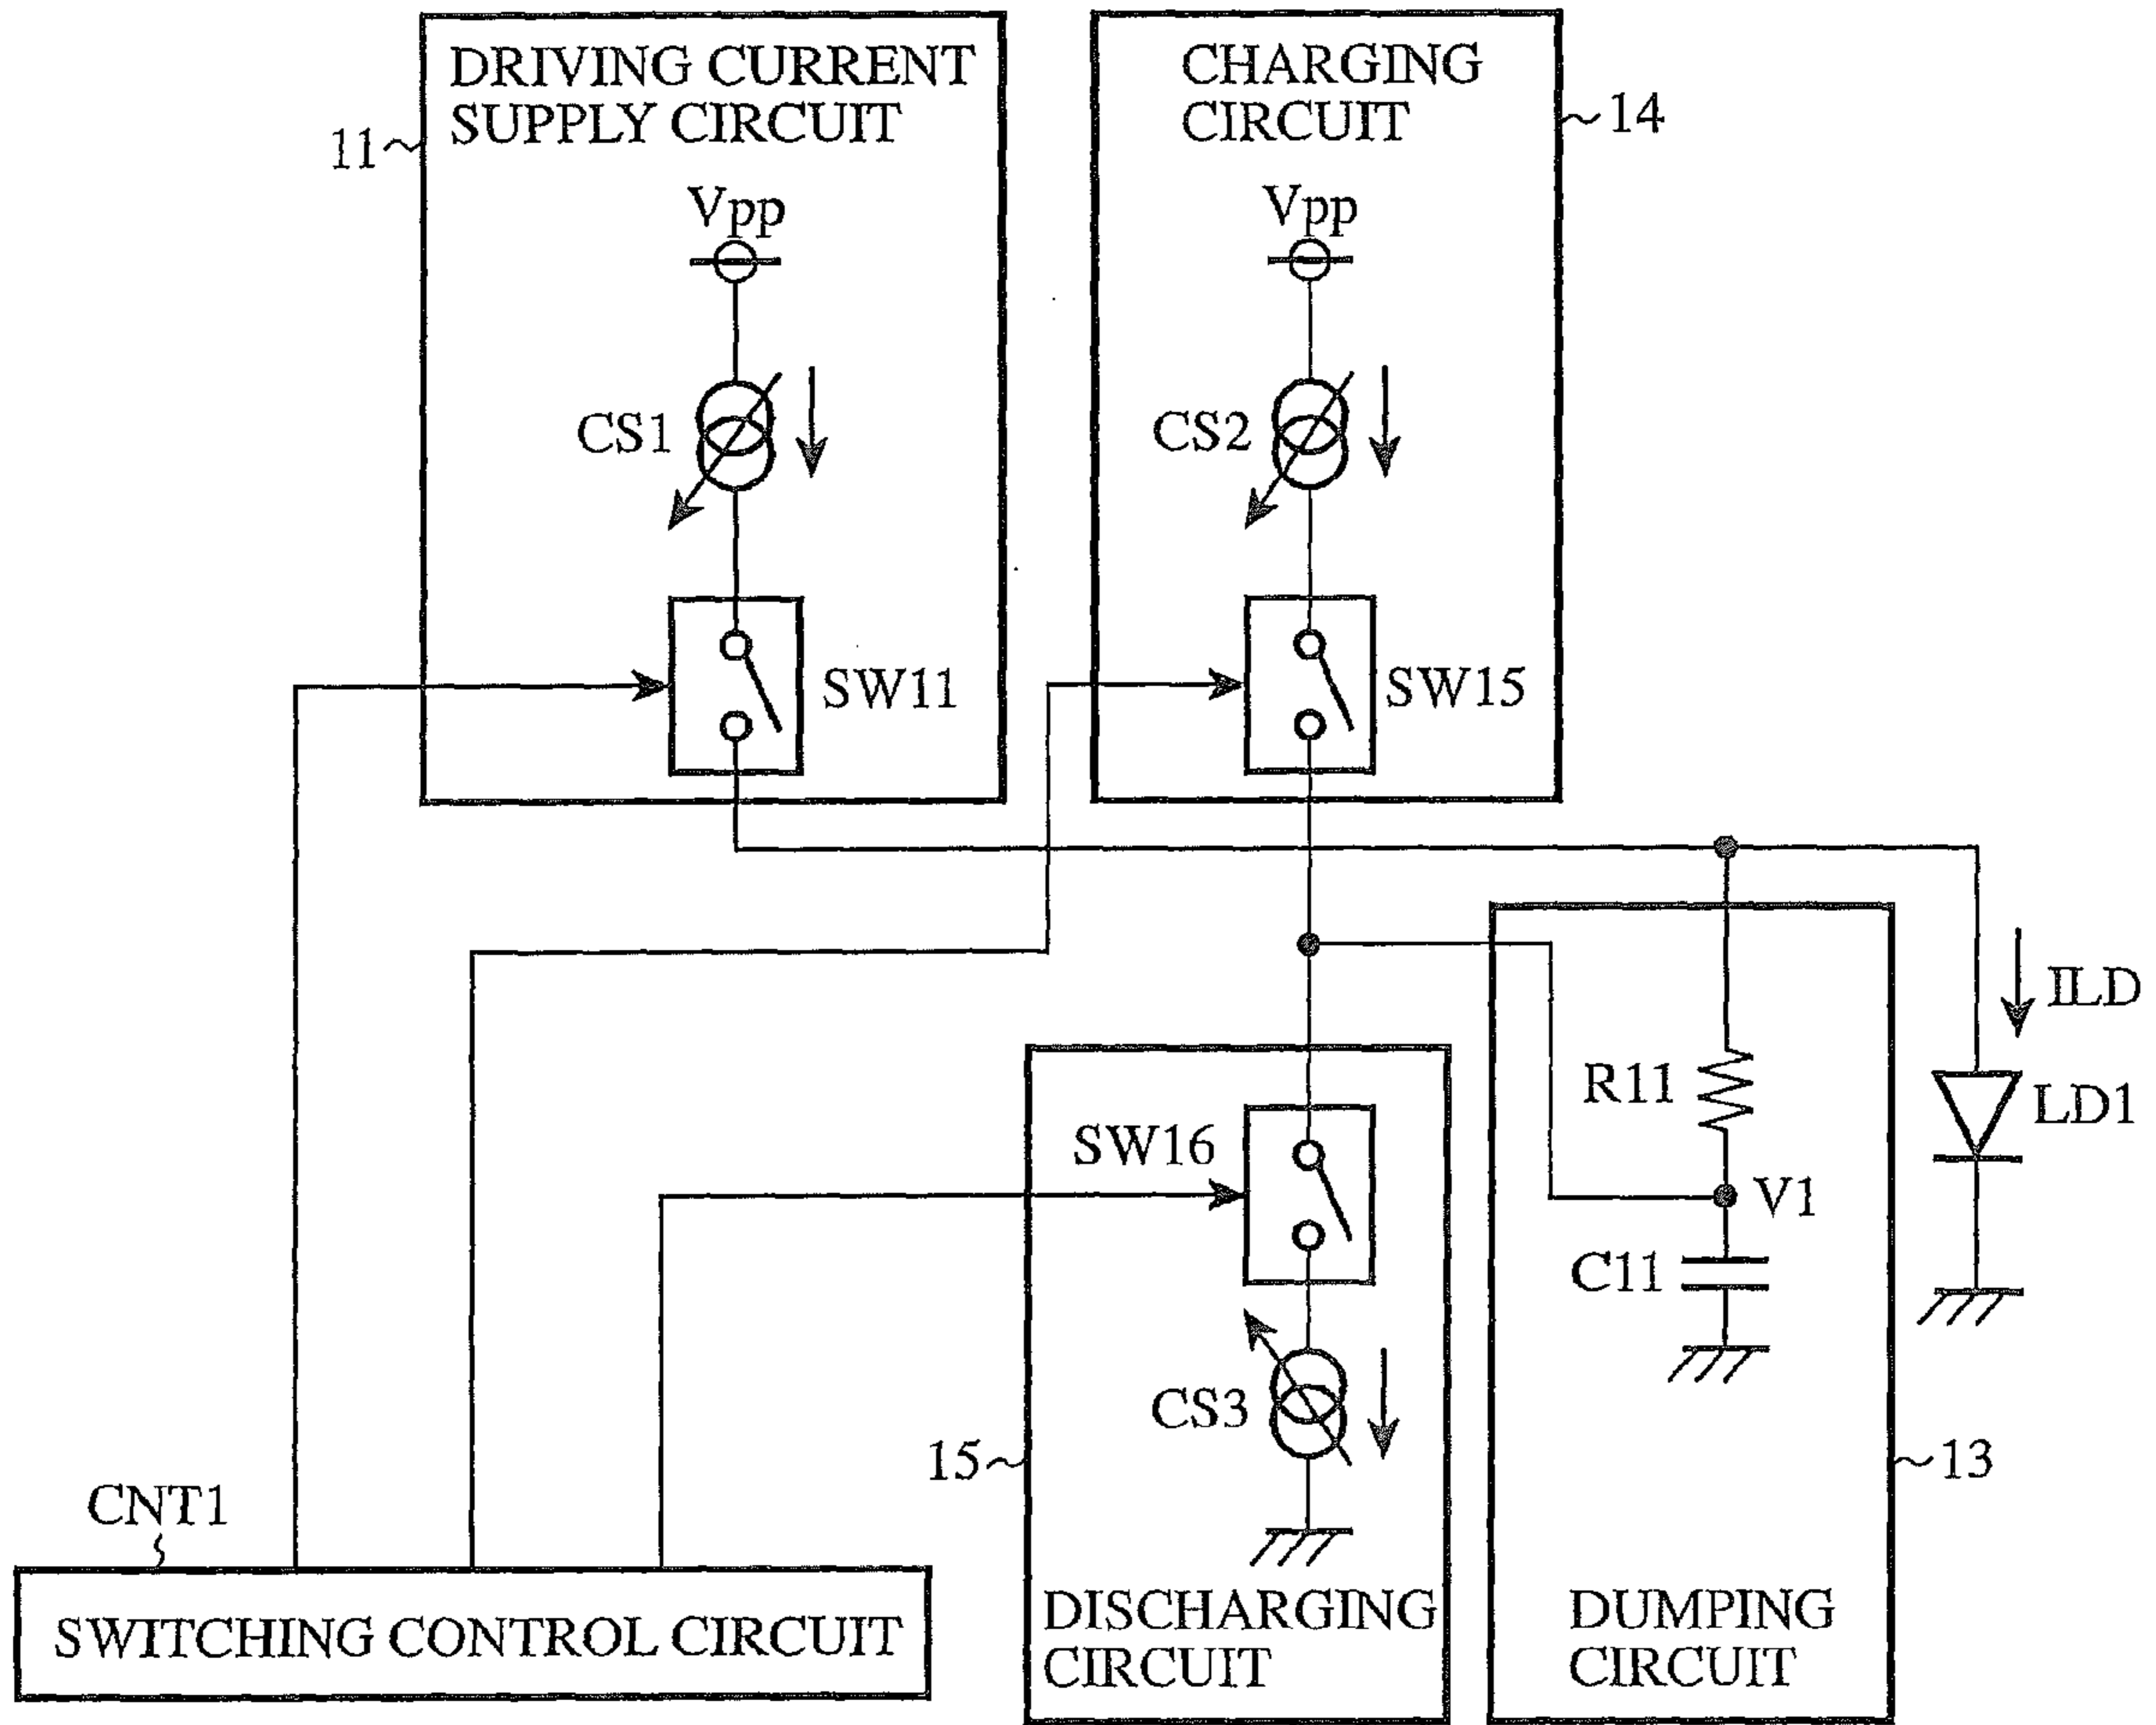 DRIVING CURRENT
SUPPLY CIRCUIT
11
Vpp
CS1
SW11
CHARGING
CIRCUIT
14
Vpp
CS2
SW15
ILD
R11
LD1
SW16
V1
C11
CS3
15
13
CNT1
SWITCHING CONTROL CIRCUIT
DISCHARGING
CIRCUIT
DUMPING
CIRCUIT